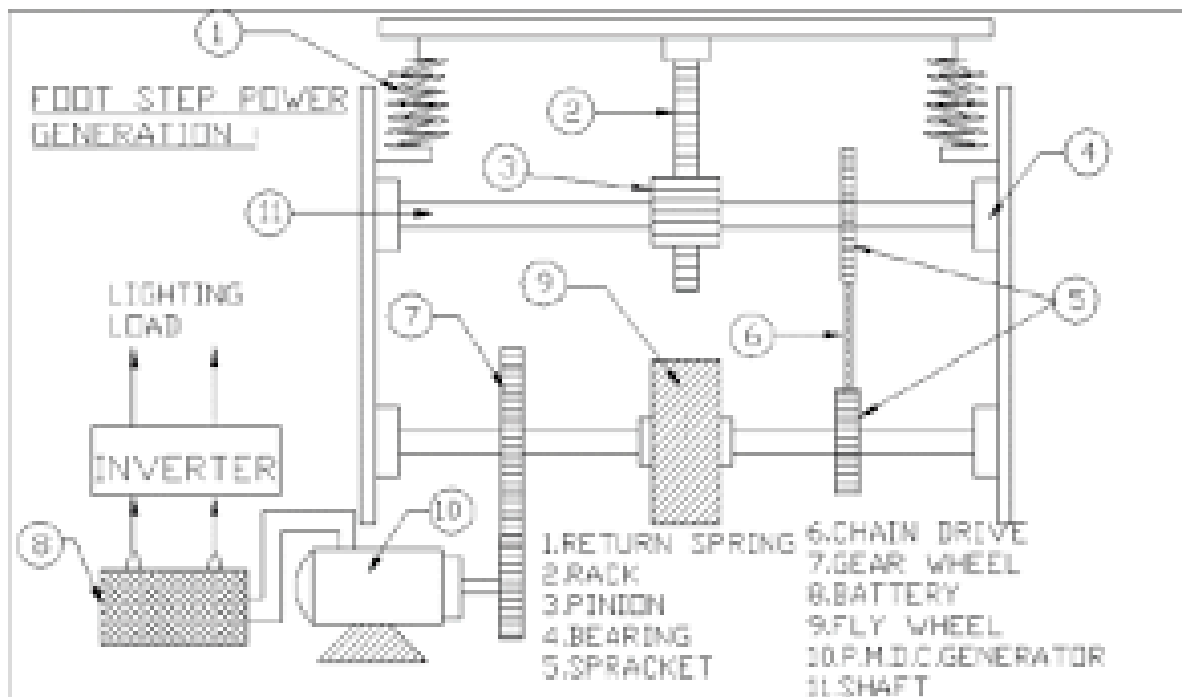 1
FOOT STEP POWER
GENERATION
2
3
4
11
LIGHTING
LOAD
7
9
6
5
INVERTER
8
10
1.RETURN SPRING
2.RACK
3.PINION
4.BEARING
5.SPRACKET
6.CHAIN DRIVE
7.GEAR WHEEL
8.BATTERY
9.FLY WHEEL
10.P.M.D.C.GENERATOR
11.SHAFT